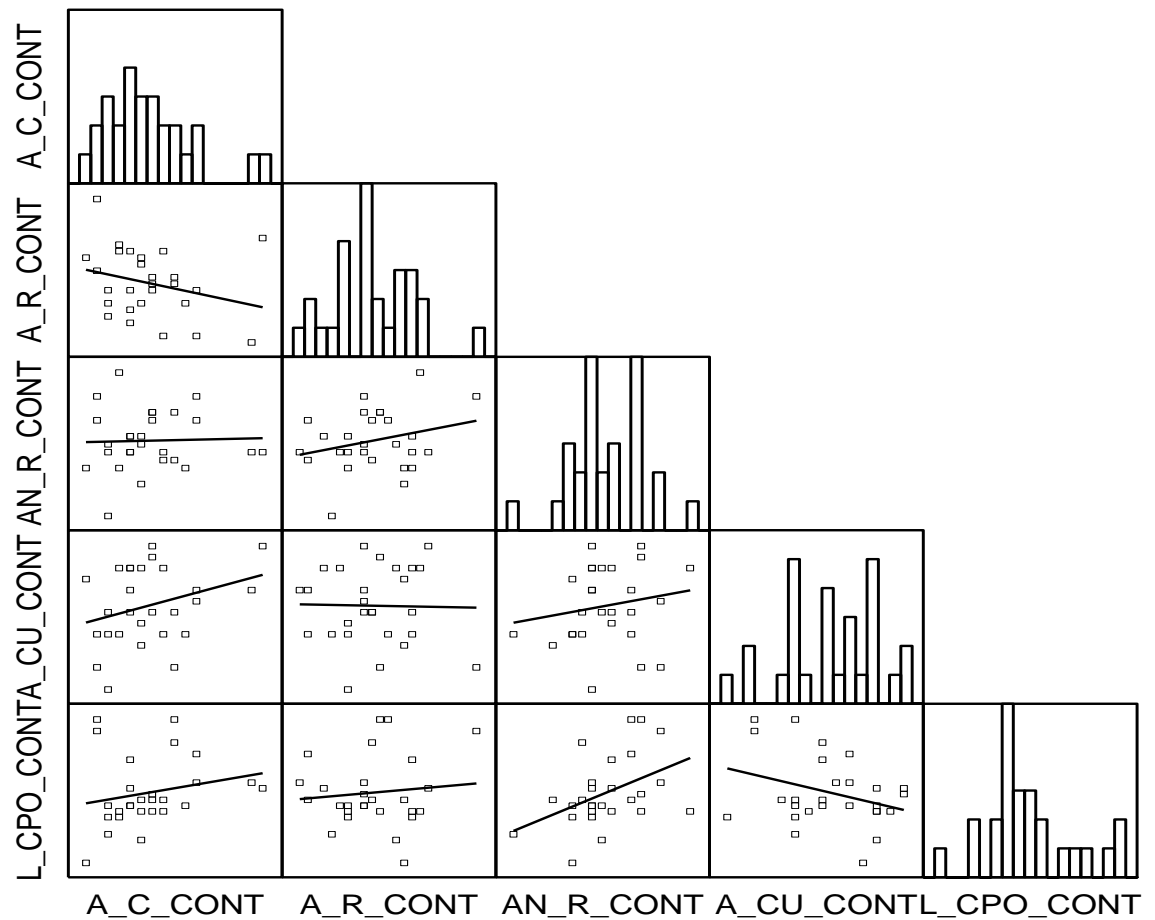 A_C_CONT
A_R_CONT
AN_R_CONT
A_CU_CONT
L_CPO_CONT
A_C_CONT A_R_CONT AN_R_CONT A_CU_CONT L_CPO_CONT